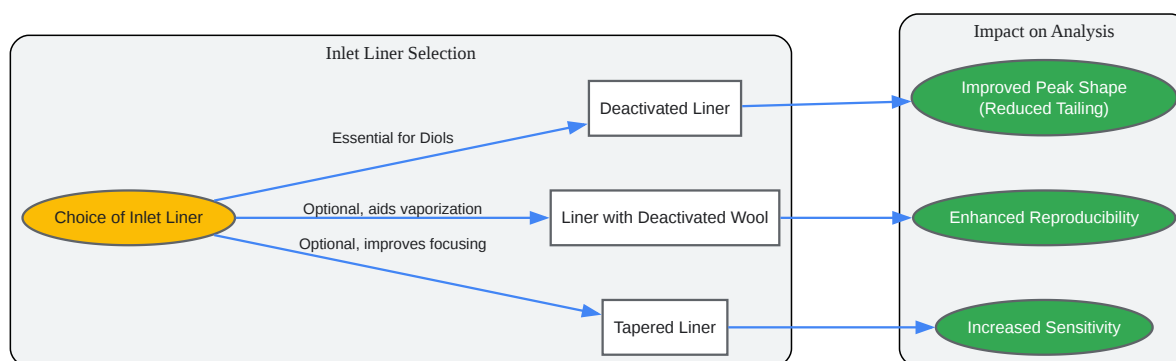 Inlet Liner Selection
Impact on Analysis
Improved Peak Shape
(Reduced Tailing)
Deactivated Liner
Essential for Diols
Choice of Inlet Liner
Optional, aids vaporization
Liner with Deactivated Wool
Enhanced Reproducibility
Optional, improves focusing
Tapered Liner
Increased Sensitivity